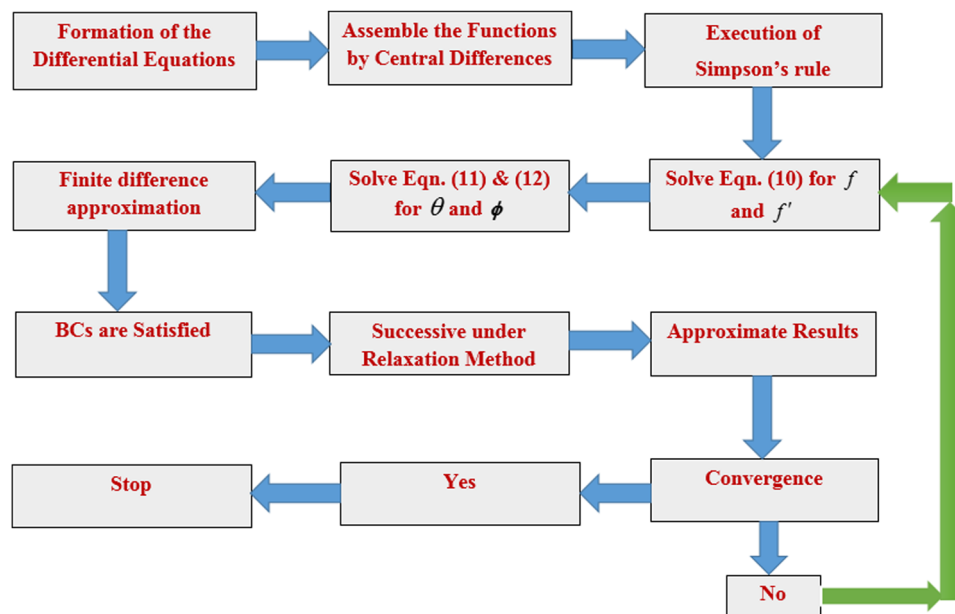 Formation of the
Differential Equations
Assemble the Functions
by Central Differences
Execution of
Simpson’s rule
Finite difference
approximation
Solve Eqn. (11) & (12)
for θ and ϕ
Solve Eqn. (10) for f
and f'
BCs are Satisfied
Successive under
Relaxation Method
Approximate Results
Stop
Yes
Convergence
No